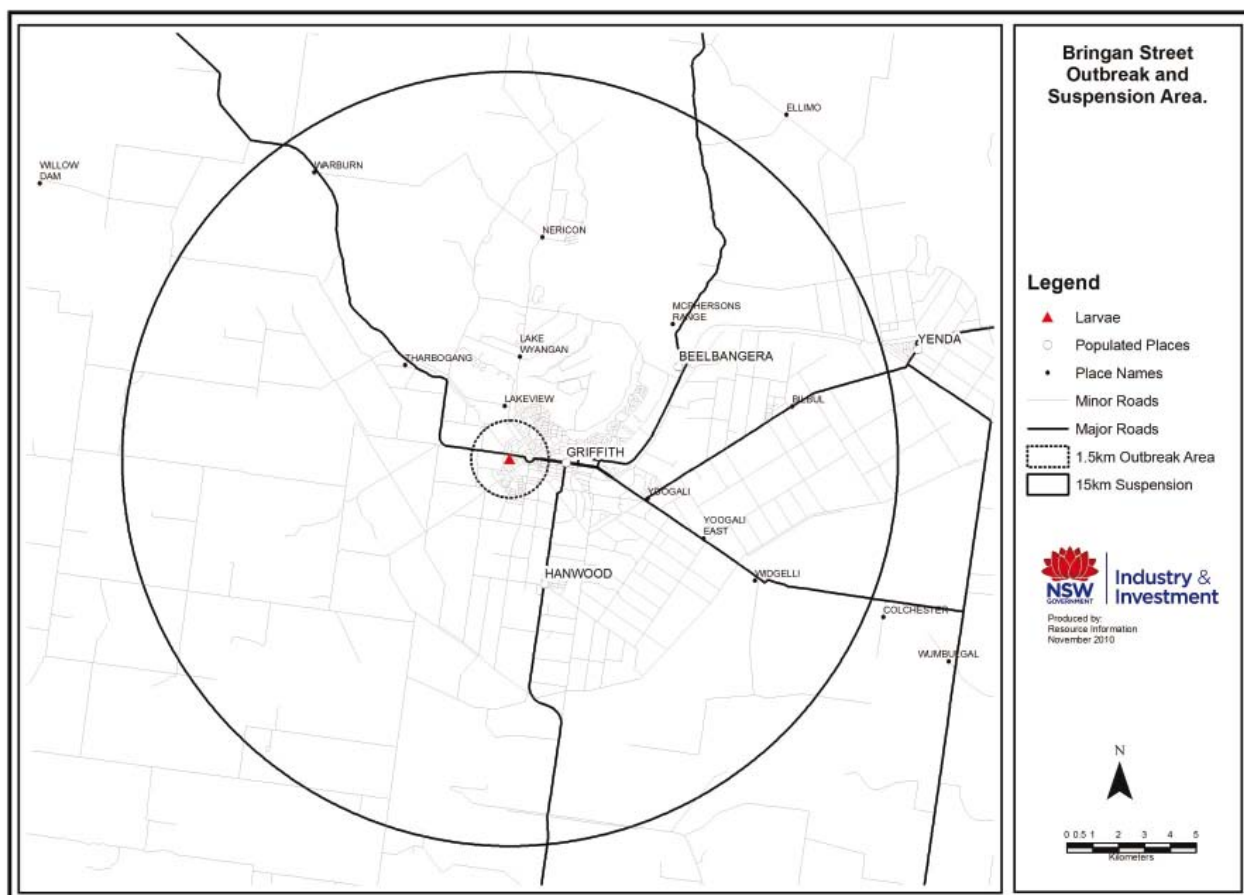 Bringan Street
Outbreak and
Suspension Area.
ELLIMO
WILLOW
DAM
WARBURN
NERICON
MCPHERSONS
RANGE
LAKE
WYANGAN
THARBOGANG
BEELBANGERA
YENDA
LAKEVIEW
BILBUL
GRIFFITH
YOOGALI
YOOGALI
EAST
HANWOOD
WIDGELLI
COLCHESTER
WUMBULGAL
Legend
Larvae
Populated Places
Place Names
Minor Roads
Major Roads
1.5km Outbreak Area
15km Suspension
NSW
GOVERNMENT
Industry &
Investment
Produced by:
Resource Information
November 2010
N
0 0.5 1 2 3 4 5
Kilometers